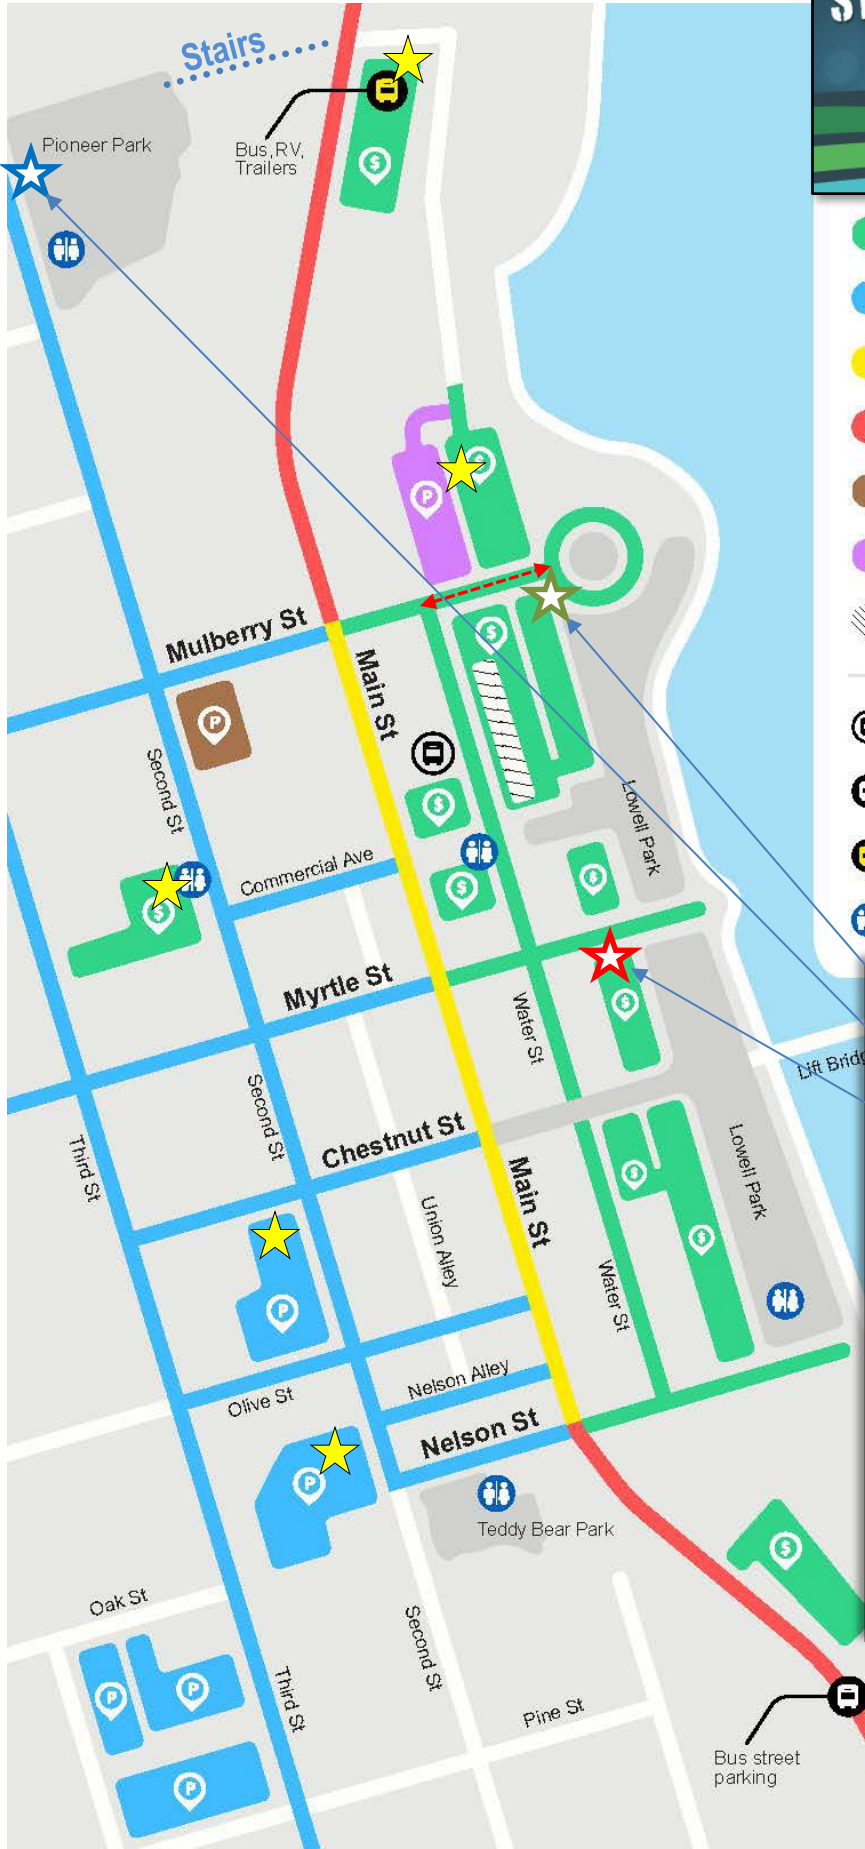 Stairs
Pioneer Park
Bus, RV,
Trailers
$
$
P
Mulberry St
$
P
Main St
Second St
$
Lowell Park
Commercial Ave
$
$
$
Myrtle St
$
Water St
Lift Bridg
Second St
Third St
Chestnut St
Lowell Park
$
Main St
Union Alley
$
P
Water St
Nelson Alley
Olive St
Nelson St
P
Teddy Bear Park
$
Oak St
Second St
P
P
Third St
Pine St
Bus street
parking
P